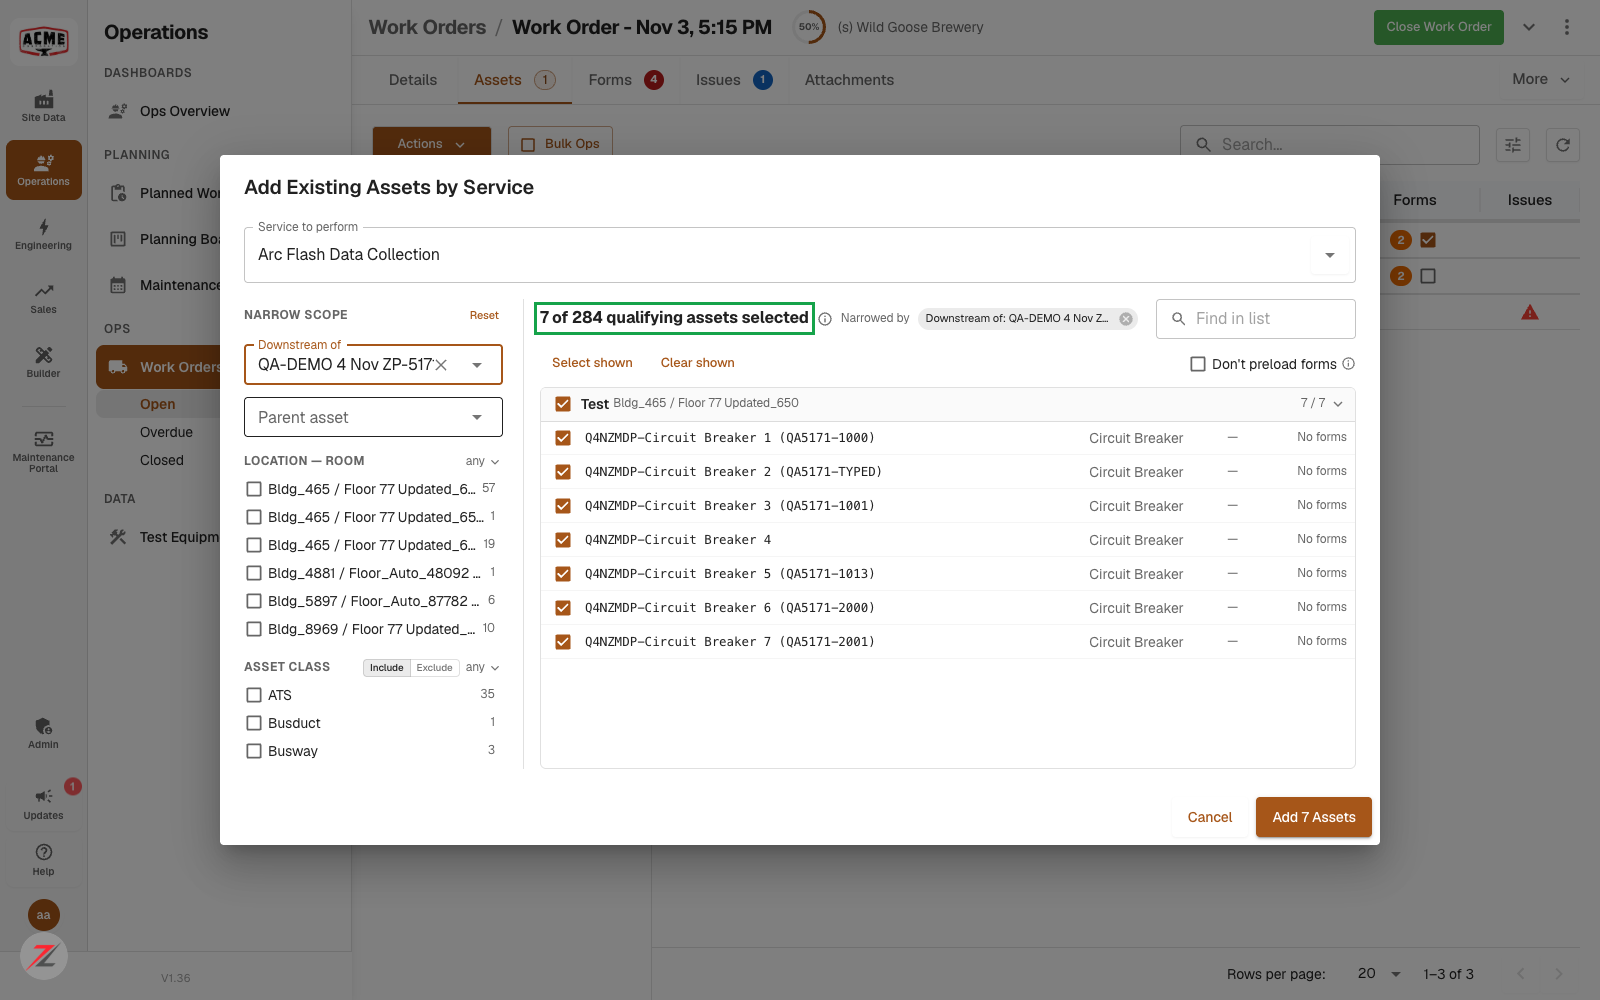 ACME
Site Data
Operations
Engineering
Sales
Builder
Maintenance
Portal
Admin
1
Updates
Help
aa
Operations
DASHBOARDS
Ops Overview
PLANNING
Planned Wor
Planning Boa
Maintenance
OPS
Work Orders
Open
Overdue
Closed
DATA
Test Equipm
V1.36
Work Orders / Work Order - Nov 3, 5:15 PM 50% (s) Wild Goose Brewery
Close Work Order
Details Assets 1 Forms 4 Issues 1 Attachments More
Actions Bulk Ops Search...
Forms Issues
2
2
Add Existing Assets by Service
Service to perform
Arc Flash Data Collection
NARROW SCOPE Reset
Downstream of
QA-DEMO 4 Nov ZP-517
Parent asset
LOCATION — ROOM any
Bldg_465 / Floor 77 Updated_6... 57
Bldg_465 / Floor 77 Updated_65... 1
Bldg_465 / Floor 77 Updated_6... 19
Bldg_4881 / Floor_Auto_48092 ... 1
Bldg_5897 / Floor_Auto_87782 ... 6
Bldg_8969 / Floor 77 Updated_... 10
ASSET CLASS Include Exclude any
ATS 35
Busduct 1
Busway 3
7 of 284 qualifying assets selected Narrowed by Downstream of: QA-DEMO 4 Nov Z... Find in list
Select shown Clear shown Don't preload forms
Test Bldg_465 / Floor 77 Updated_650 7 / 7
Q4NZMDP-Circuit Breaker 1 (QA5171-1000) Circuit Breaker — No forms
Q4NZMDP-Circuit Breaker 2 (QA5171-TYPED) Circuit Breaker — No forms
Q4NZMDP-Circuit Breaker 3 (QA5171-1001) Circuit Breaker — No forms
Q4NZMDP-Circuit Breaker 4 Circuit Breaker — No forms
Q4NZMDP-Circuit Breaker 5 (QA5171-1013) Circuit Breaker — No forms
Q4NZMDP-Circuit Breaker 6 (QA5171-2000) Circuit Breaker — No forms
Q4NZMDP-Circuit Breaker 7 (QA5171-2001) Circuit Breaker — No forms
Cancel Add 7 Assets
Rows per page: 20 1–3 of 3